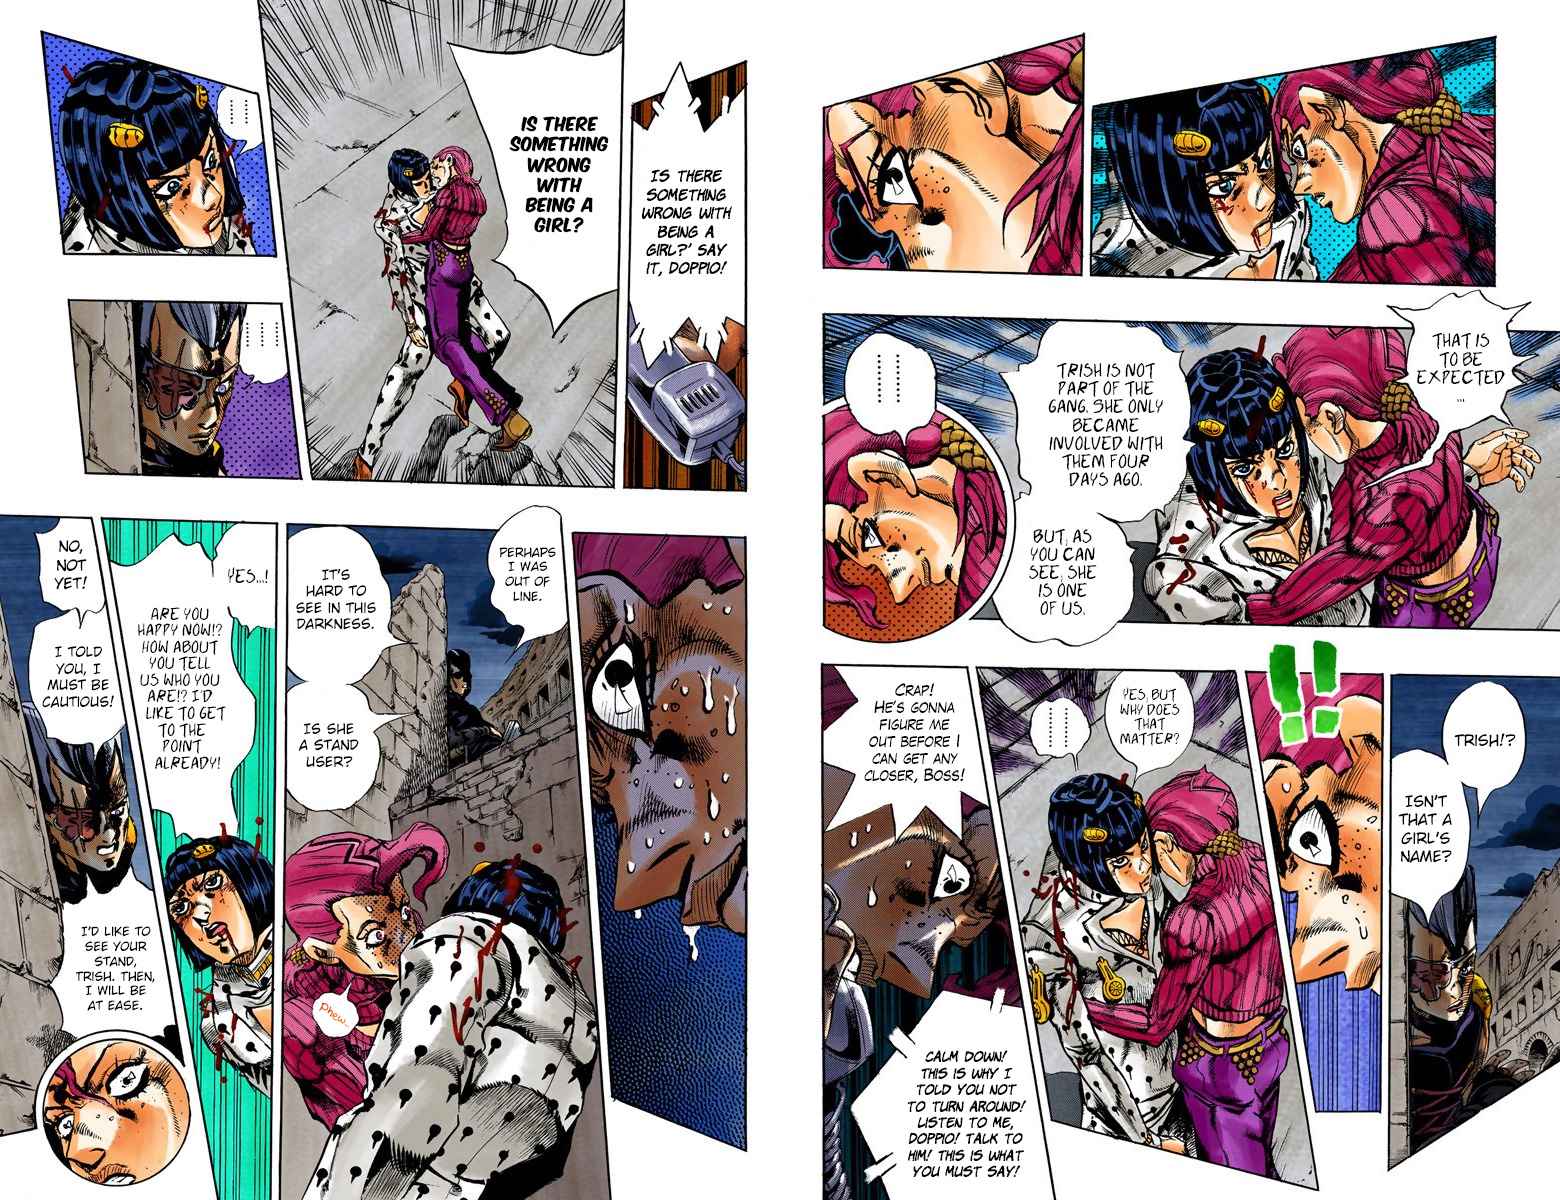 THAT IS
TO BE
EXPECTED
...
TRISH IS NOT
PART OF THE
GANG. SHE ONLY
BECAME
INVOLVED WITH
THEM FOUR
DAYS AGO.
BUT, AS
YOU CAN
SEE, SHE
IS ONE
OF US.
......
TRISH!?
ISN'T
THAT A
GIRL'S
NAME?
!!
YES, BUT
WHY DOES
THAT
MATTER?
......
CRAP!
HE'S GONNA
FIGURE ME
OUT BEFORE I
CAN GET ANY
CLOSER, BOSS!
CALM DOWN!
THIS IS WHY I
TOLD YOU NOT
TO TURN AROUND!
LISTEN TO ME,
DOPPIO! TALK TO
HIM! THIS IS WHAT
YOU MUST SAY!
IS THERE
SOMETHING
WRONG WITH
BEING A
GIRL?' SAY
IT, DOPPIO!
IS THERE
SOMETHING
WRONG
WITH
BEING A
GIRL?
......
......
PERHAPS
I WAS
OUT OF
LINE.
IT'S
HARD TO
SEE IN THIS
DARKNESS.
IS SHE
A STAND
USER?
Phew...
YES...!
ARE YOU
HAPPY NOW!?
HOW ABOUT
YOU TELL
US WHO YOU
ARE!? I'D
LIKE TO GET
TO THE
POINT
ALREADY!
NO,
NOT
YET!
I TOLD
YOU, I
MUST BE
CAUTIOUS!
I'D LIKE TO
SEE YOUR
STAND,
TRISH. THEN,
I WILL BE
AT EASE.